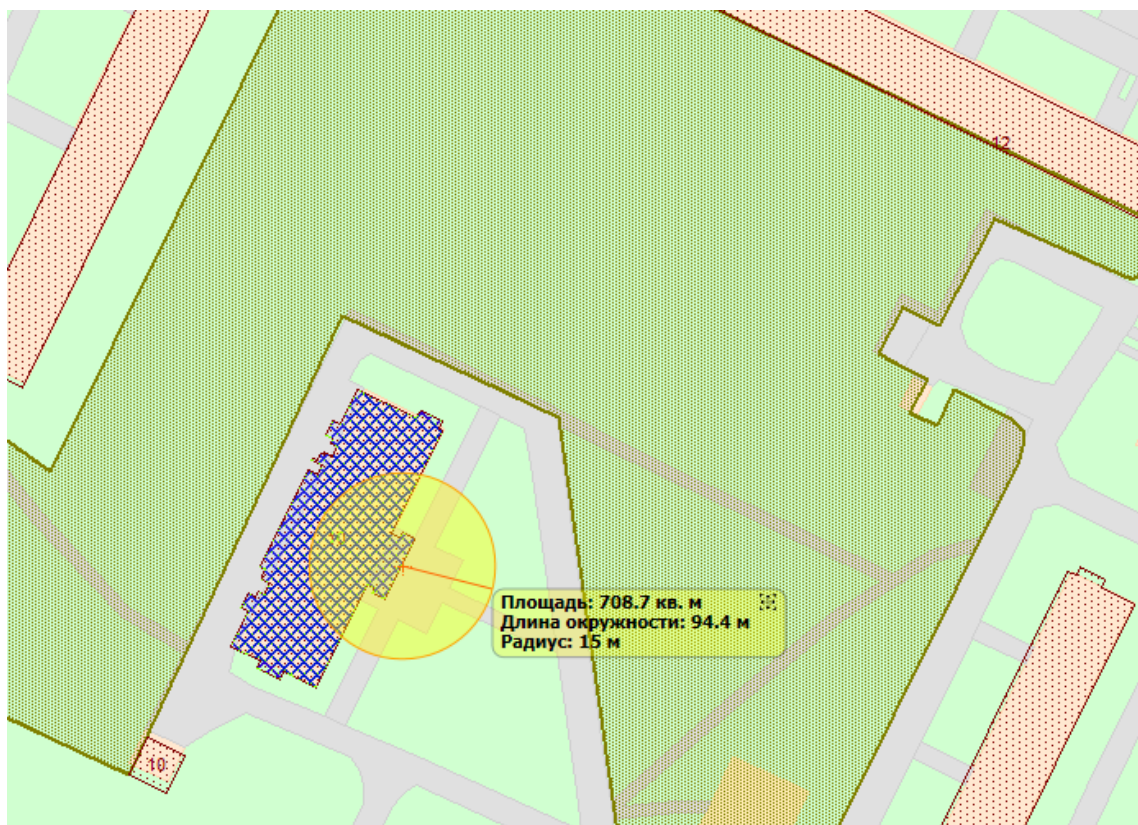 12
Площадь: 708.7 кв. м
Длина окружности: 94.4 м
Радиус: 15 м
10